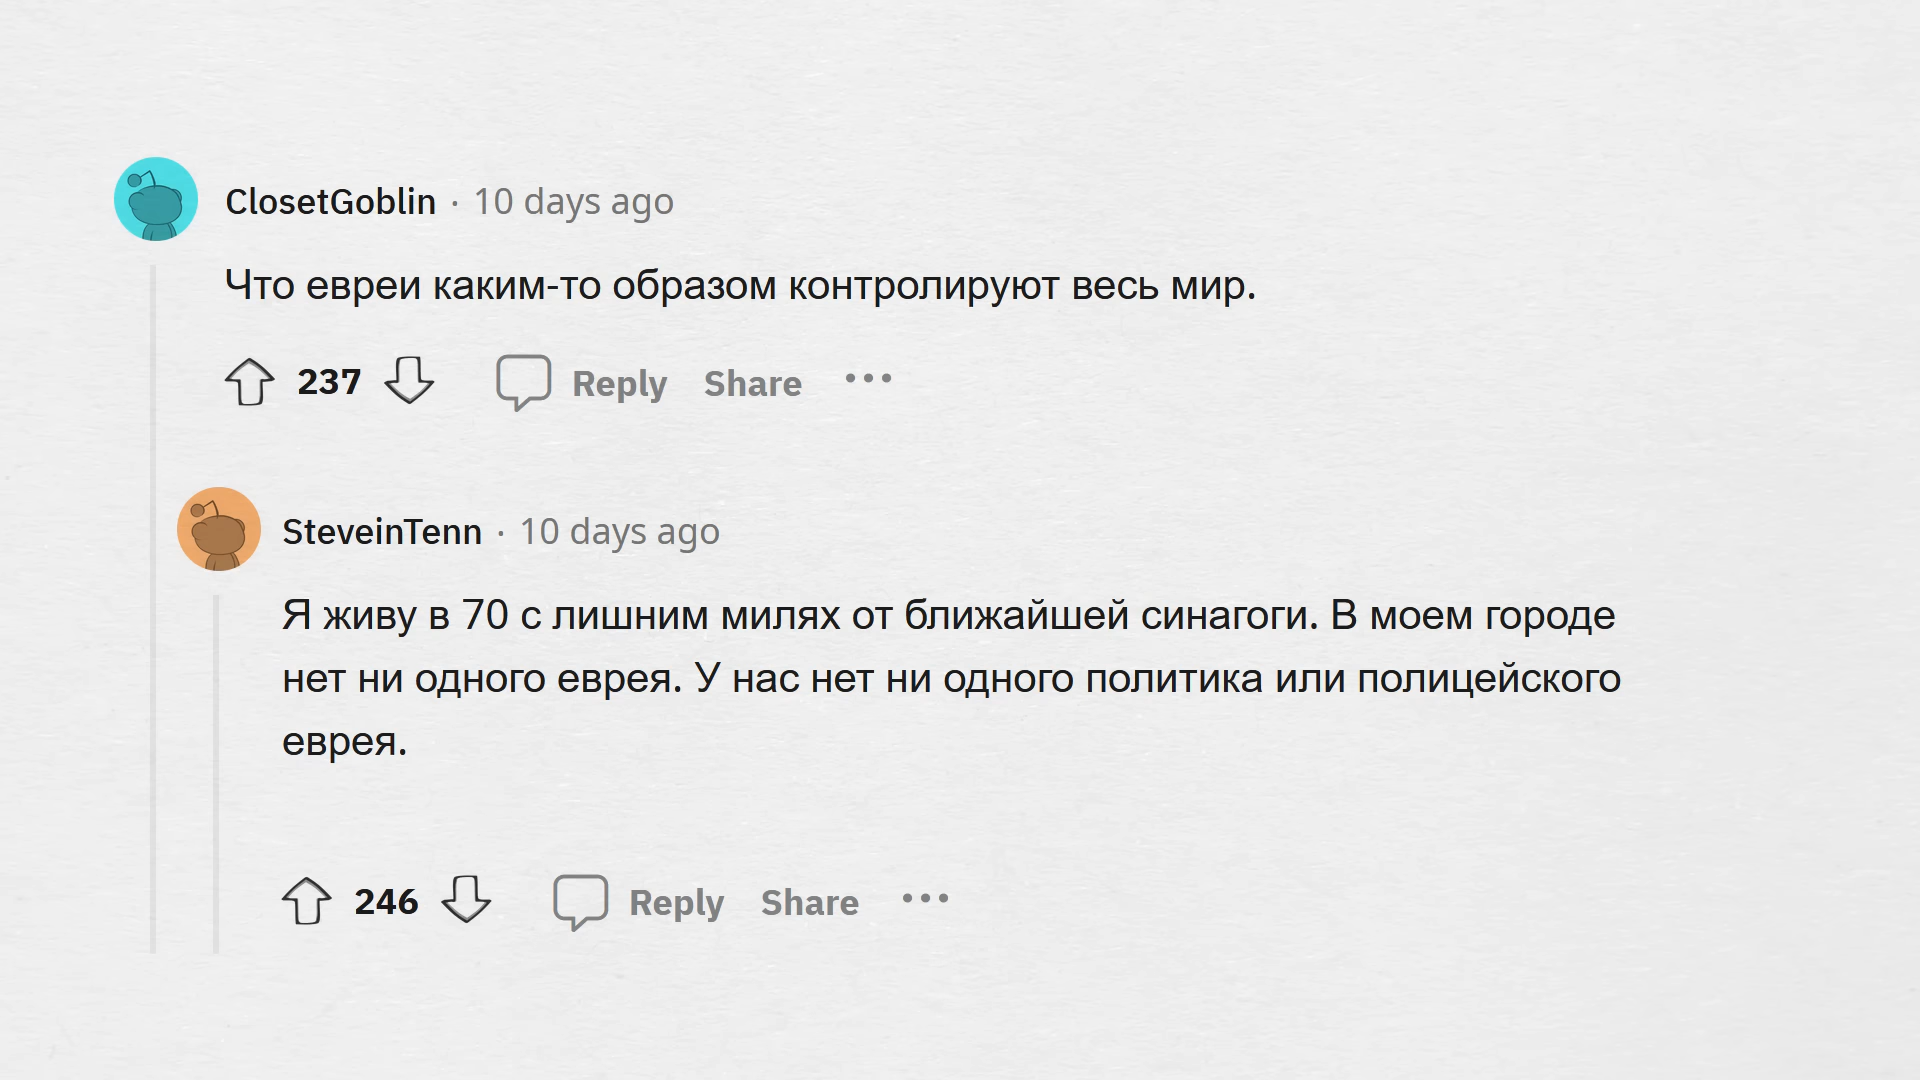 ClosetGoblin · 10 days ago
Что евреи каким-то образом контролируют весь мир.
237 Reply Share •••
SteveinTenn · 10 days ago
Я живу в 70 с лишним милях от ближайшей синагоги. В моем городе
нет ни одного еврея. У нас нет ни одного политика или полицейского
еврея.
246 Reply Share •••